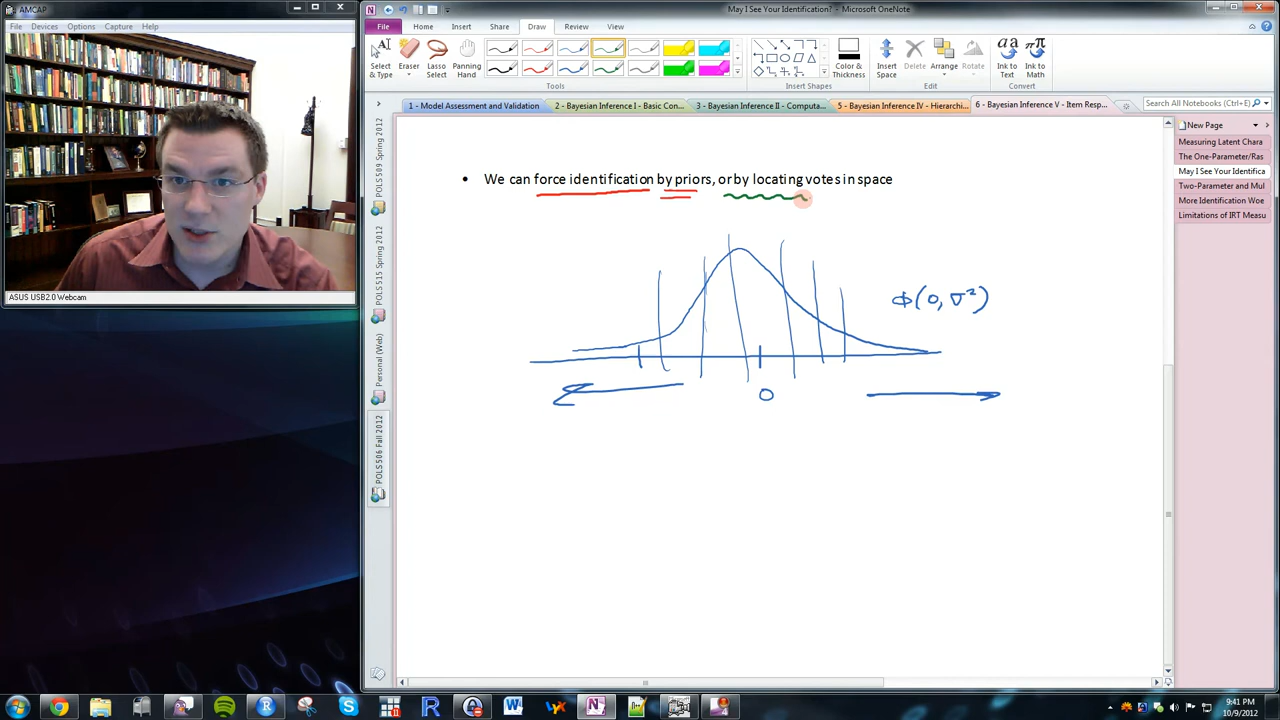 AMCAP
File Devices Options Capture Help
ASUS USB2.0 Webcam
May I See Your Identification? - Microsoft OneNote
File Home Insert Share Draw Review View
Select & Type
Eraser
Lasso Select
Panning Hand
Color & Thickness
Insert Space
Delete
Arrange
Rotate
Ink to Text
Ink to Math
Tools
Insert Shapes
Edit
Convert
1 - Model Assessment and Validation
2 - Bayesian Inference I - Basic Con...
3 - Bayesian Inference II - Computa...
5 - Bayesian Inference IV - Hierarchi...
6 - Bayesian Inference V - Item Resp...
Search All Notebooks (Ctrl+E)
POLS 509 Spring 2012
POLS 515 Spring 2012
Personal (Web)
POLS 506 Fall 2012
New Page
Measuring Latent Chara
The One-Parameter/Ras
May I See Your Identifica
Two-Parameter and Mul
More Identification Woe
Limitations of IRT Measu
• We can force identification by priors, or by locating votes in space
Φ(0, σ²)
0
9:41 PM
10/9/2012